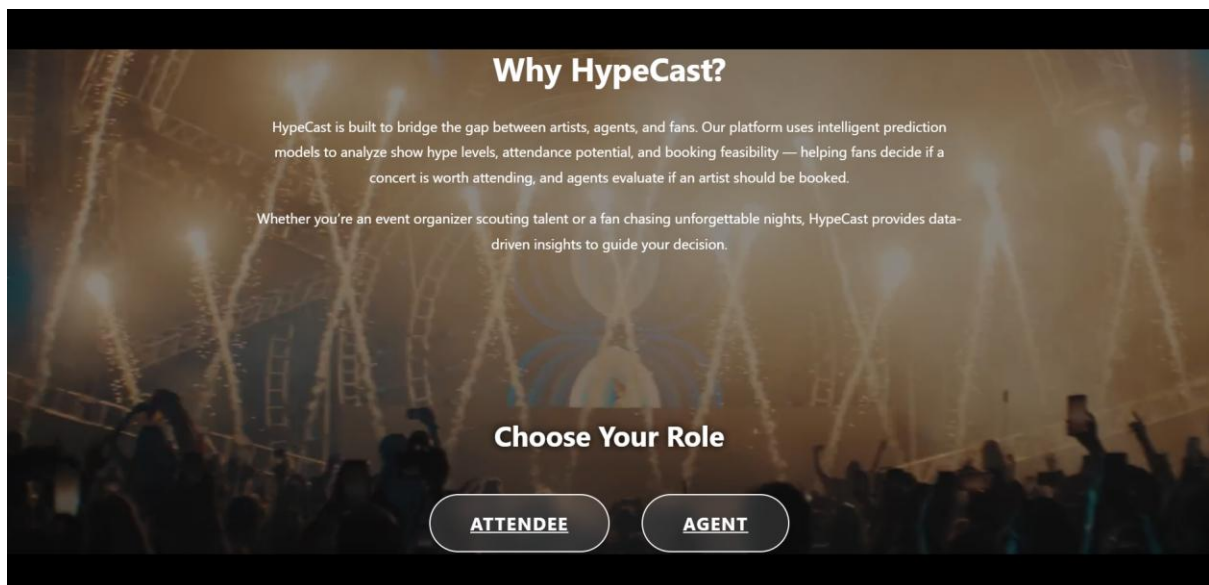 Why HypeCast?
HypeCast is built to bridge the gap between artists, agents, and fans. Our platform uses intelligent prediction
models to analyze show hype levels, attendance potential, and booking feasibility — helping fans decide if a
concert is worth attending, and agents evaluate if an artist should be booked.
Whether you're an event organizer scouting talent or a fan chasing unforgettable nights, HypeCast provides data-
driven insights to guide your decision.
Choose Your Role
ATTENDEE
AGENT